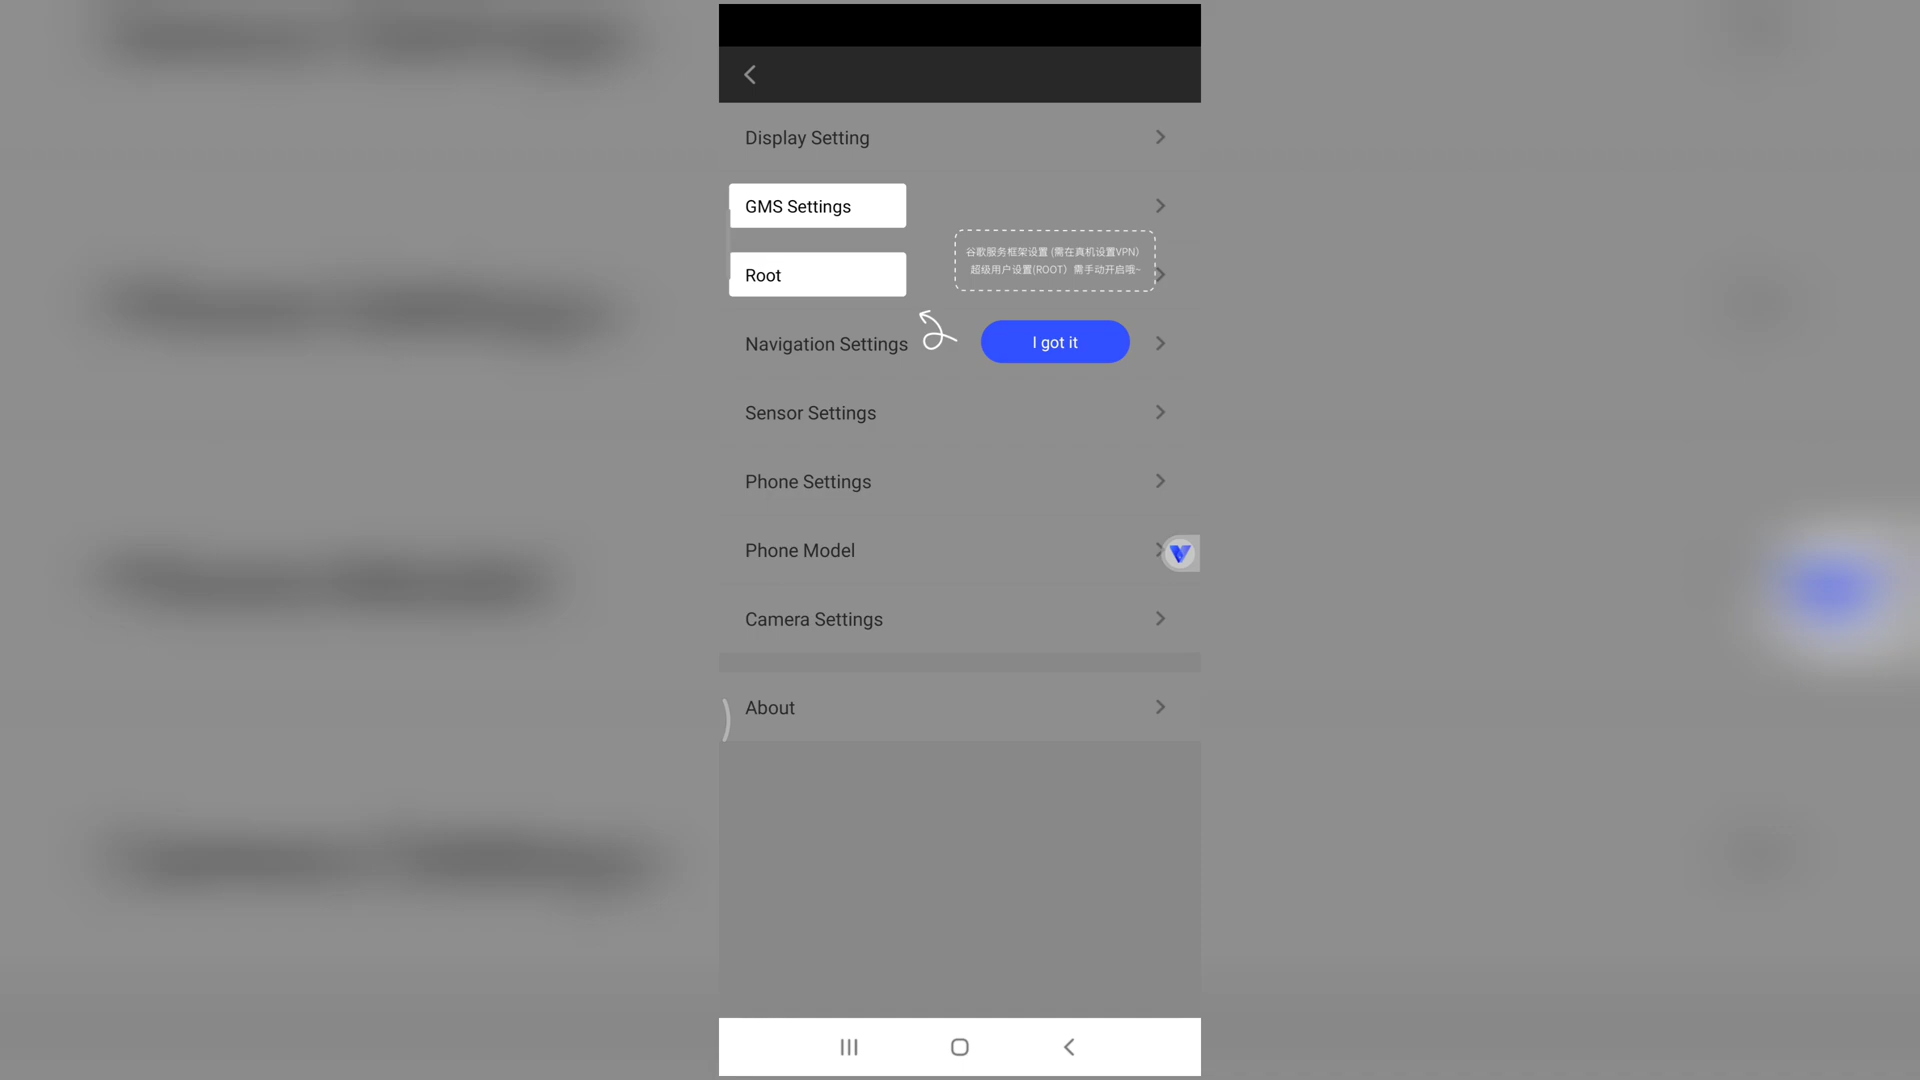 Display Setting
GMS Settings
谷歌服务框架设置 (需在真机设置VPN)
超级用户设置(ROOT）需手动开启哦~
Root
Navigation Settings
I got it
Sensor Settings
Phone Settings
Phone Model
Camera Settings
About